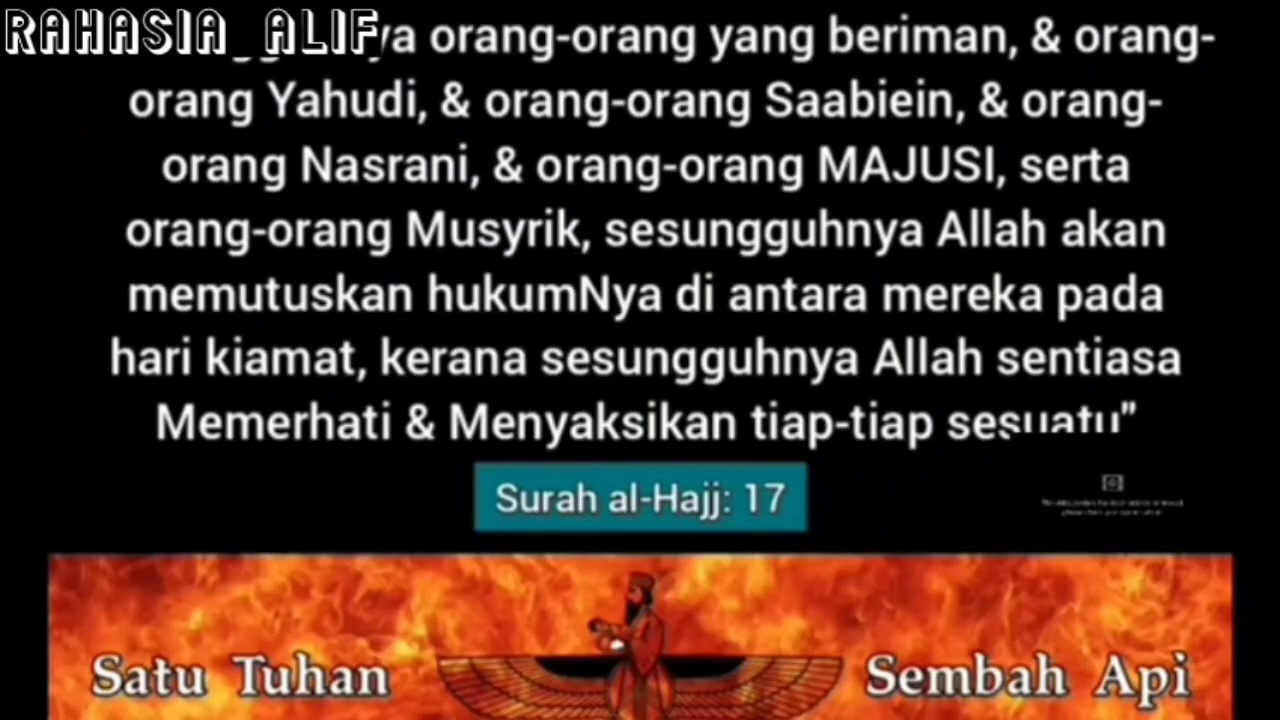 RAHASIA ALIF
orang-orang yang beriman, & orang-
orang Yahudi, & orang-orang Saabiein, & orang-
orang Nasrani, & orang-orang MAJUSI, serta
orang-orang Musyrik, sesungguhnya Allah akan
memutuskan hukumNya di antara mereka pada
hari kiamat, kerana sesungguhnya Allah sentiasa
Memerhati & Menyaksikan tiap-tiap sesuatu"
Surah al-Hajj: 17
Satu Tuhan
Sembah Api